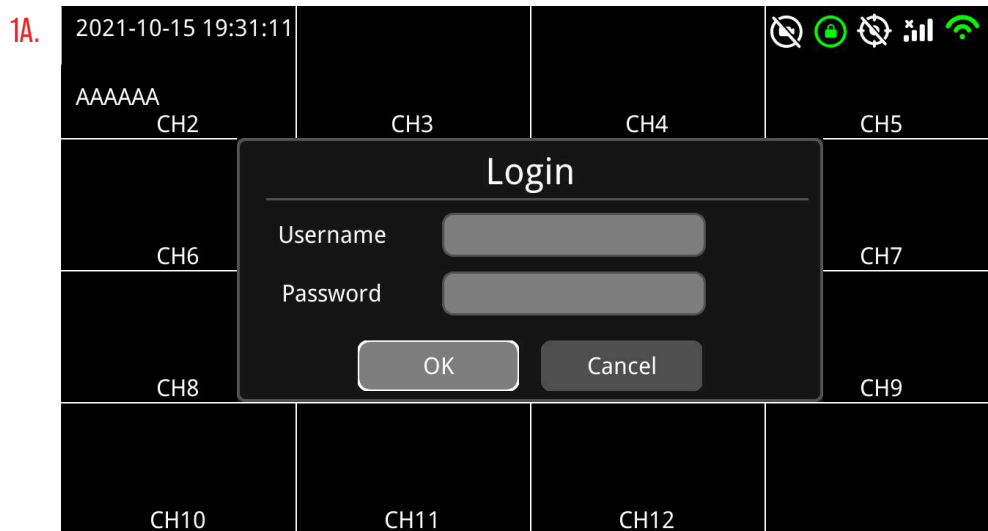 1A.
2021-10-15 19:31:11
AAAAAA
CH2 CH3 CH4 CH5
Login
Username
CH6 CH7
Password
OK Cancel
CH8 CH9
CH10 CH11 CH12